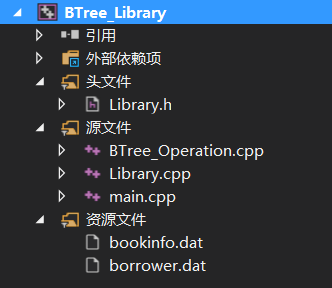 BTree_Library
引用
外部依赖项
头文件
Library.h
源文件
BTree_Operation.cpp
Library.cpp
main.cpp
资源文件
bookinfo.dat
borrower.dat